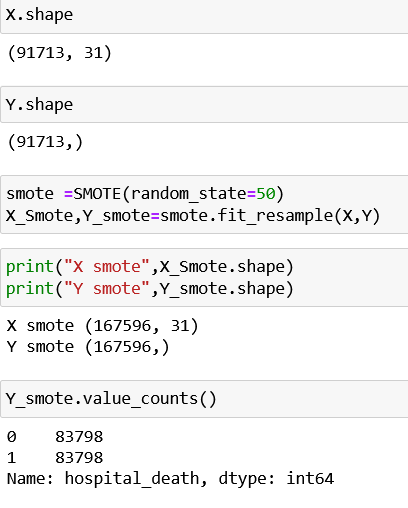 X.shape
(91713, 31)
Y.shape
(91713,)
smote =SMOTE(random_state=50)
X_Smote,Y_smote=smote.fit_resample(X,Y)
print("X smote",X_Smote.shape)
print("Y smote",Y_smote.shape)
X smote (167596, 31)
Y smote (167596,)
Y_smote.value_counts()
0    83798
1    83798
Name: hospital_death, dtype: int64